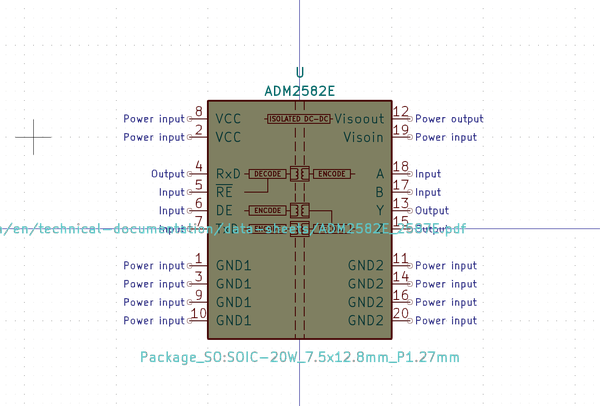 U
ADM2582E
Power input 8 VCC ISOLATED DC-DC Visoout 12 Power output
Power input 2 VCC Visoin 19 Power input
Output 4 RxD DECODE ENCODE A 18 Input
Input 5 RE B 17 Input
Input 6 DE ENCODE Y 13 Output
/en/technical-documentation/data-sheets/ADM2582E_2587E.pdf
Input 7 15 Output
Power input 1 GND1 GND2 11 Power input
Power input 3 GND1 GND2 14 Power input
Power input 9 GND1 GND2 16 Power input
Power input 10 GND1 GND2 20 Power input
Package_SO:SOIC-20W_7.5x12.8mm_P1.27mm